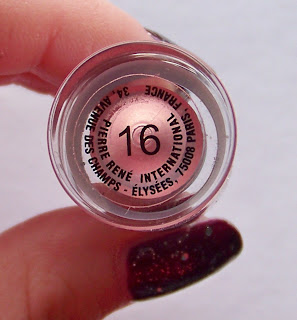 PIERRE RENÉ INTERNATIONAL
34, AVENUE DES CHAMPS - ÉLYSÉES, 75008 PARIS, FRANCE
16